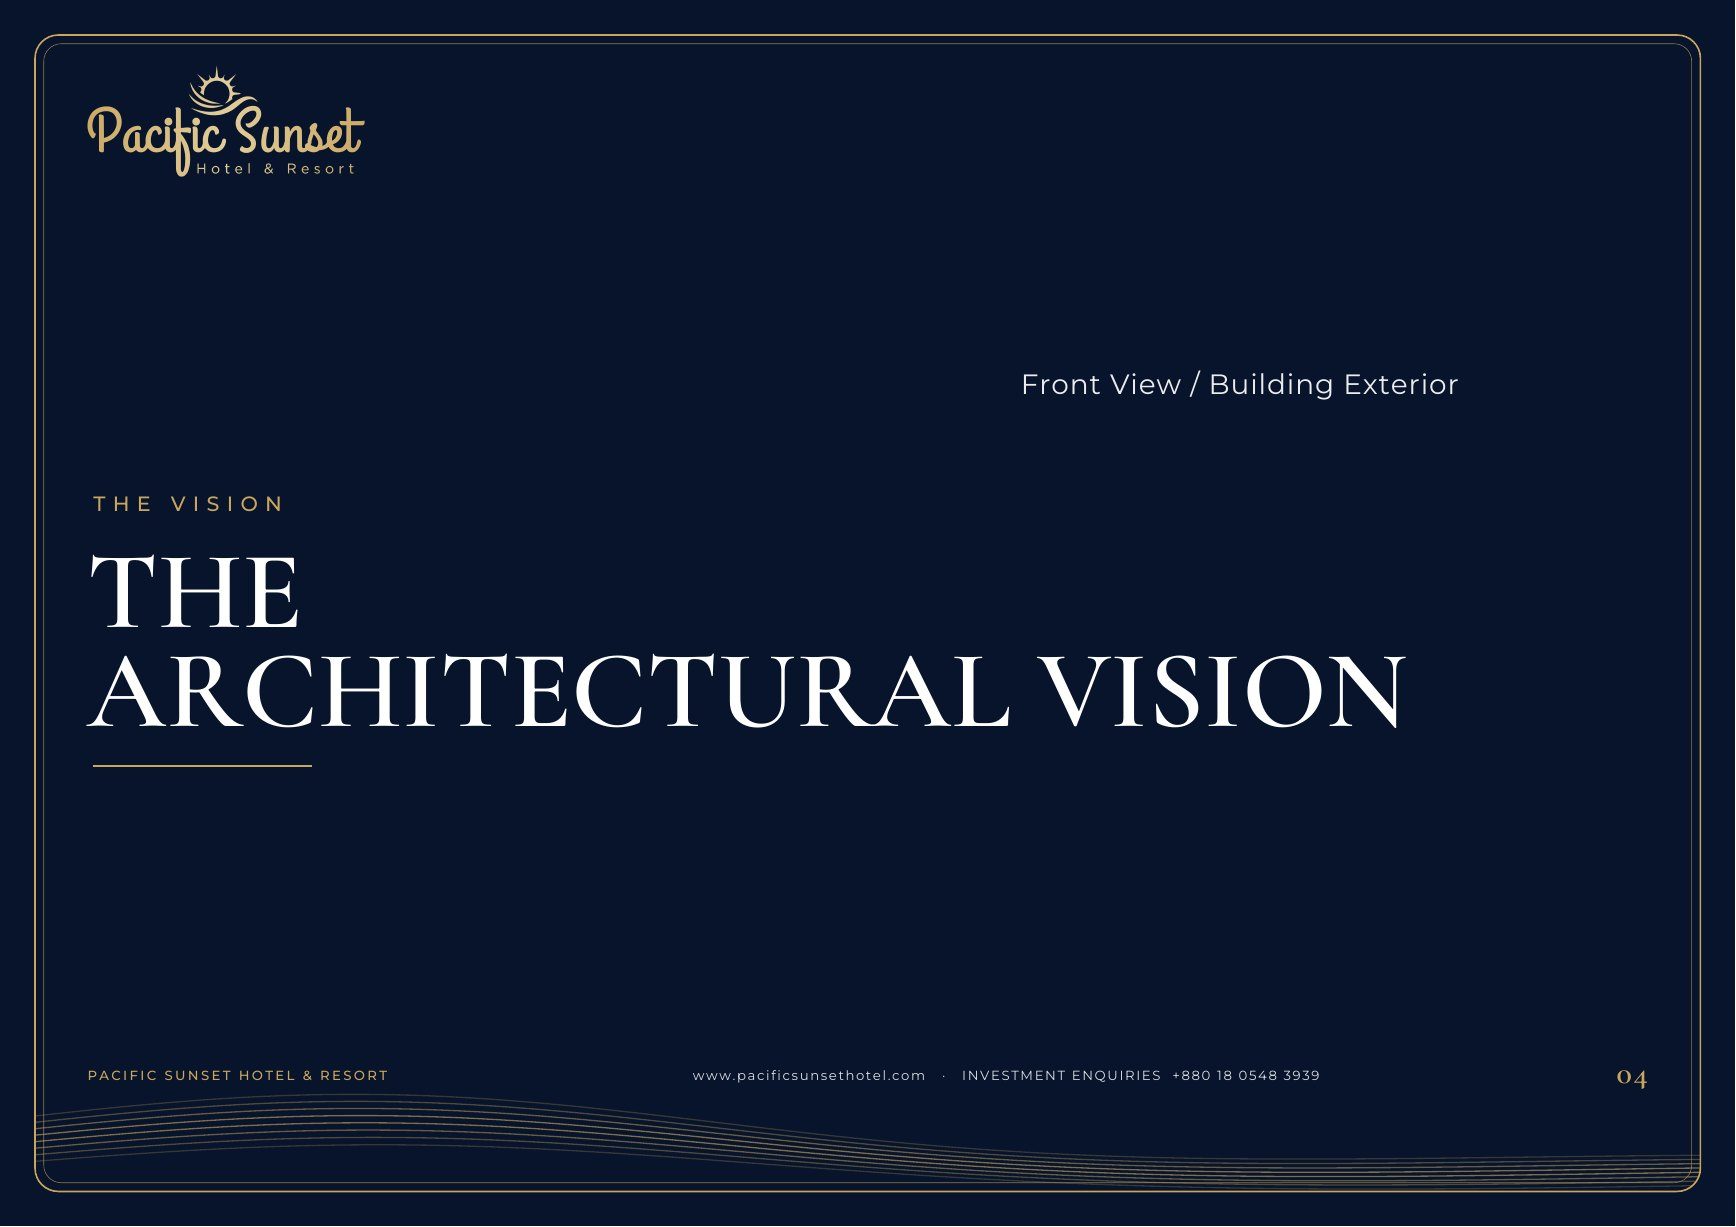 Pacific Sunset
Hotel & Resort
Front View / Building Exterior
THE VISION
THE
ARCHITECTURAL VISION
PACIFIC SUNSET HOTEL & RESORT
www.pacificsunsethotel.com · INVESTMENT ENQUIRIES +880 18 0548 3939
04